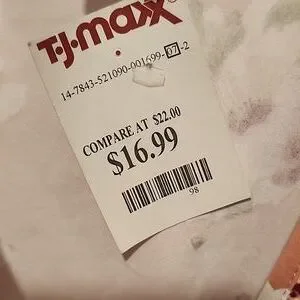 T.J.maxx®
14-7843-521090-001699-07-2
COMPARE AT $22.00
$16.99
98